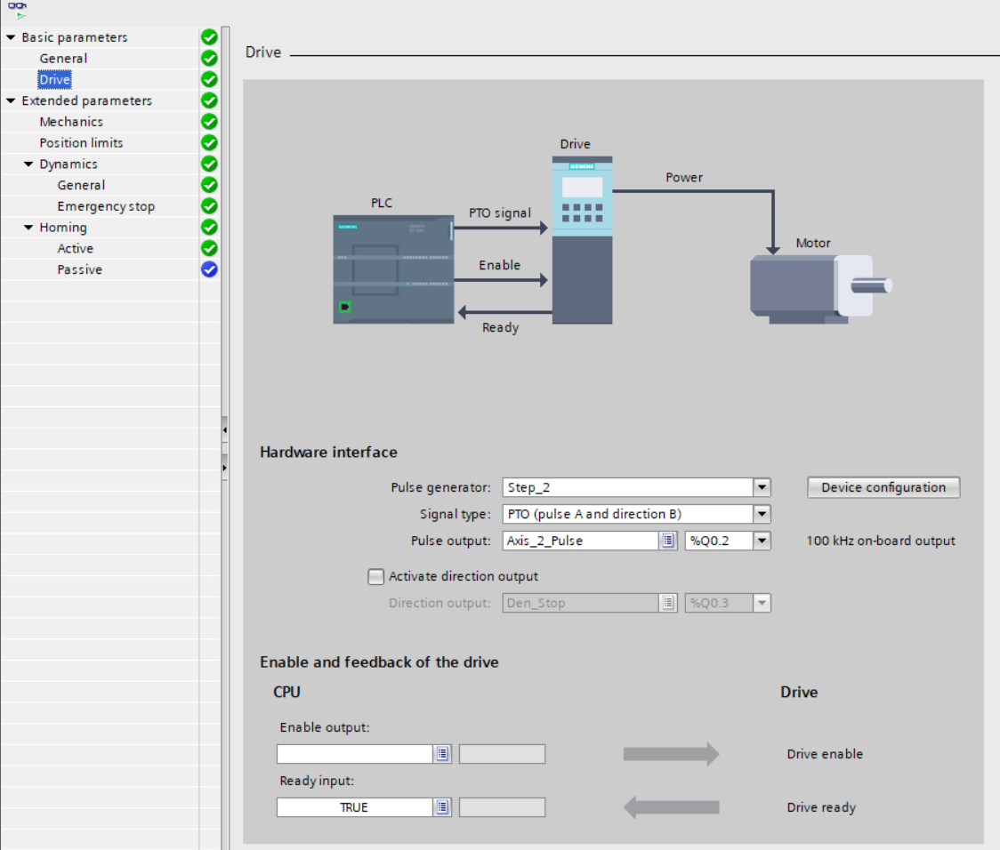 Basic parameters
General
Drive
Extended parameters
Mechanics
Position limits
Dynamics
General
Emergency stop
Homing
Active
Passive
Drive
Drive
SIEMENS
Power
PLC
PTO signal
SIEMENS
Motor
Enable
Ready
Hardware interface
Pulse generator: Step_2 Device configuration
Signal type: PTO (pulse A and direction B)
Pulse output: Axis_2_Pulse %Q0.2 100 kHz on-board output
Activate direction output
Direction output: Den_Stop %Q0.3
Enable and feedback of the drive
CPU Drive
Enable output:
Drive enable
Ready input:
TRUE Drive ready